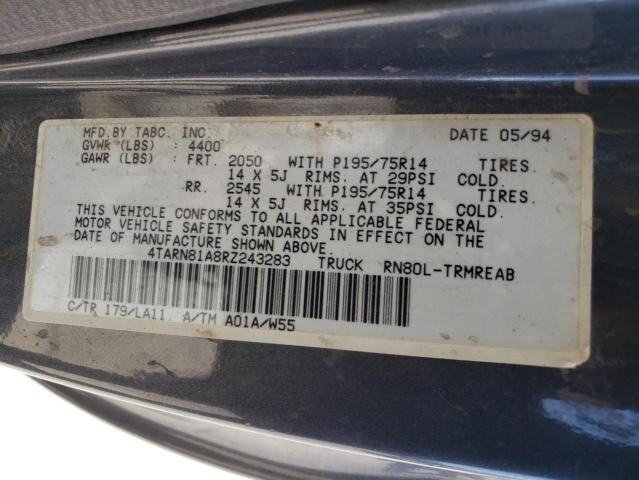 MFD.BY TABC, INC. DATE 05/94
GVWR (LBS) : 4400
GAWR (LBS) : FRT. 2050 WITH P195/75R14 TIRES.
14 X 5J RIMS. AT 29PSI COLD.
RR. 2545 WITH P195/75R14 TIRES.
14 X 5J RIMS. AT 35PSI COLD.
THIS VEHICLE CONFORMS TO ALL APPLICABLE FEDERAL
MOTOR VEHICLE SAFETY STANDARDS IN EFFECT ON THE
DATE OF MANUFACTURE SHOWN ABOVE.
4TARN81A8RZ243283 TRUCK RN80L-TRMREAB
C/TR 179/LA11, A/TM A01A/W55